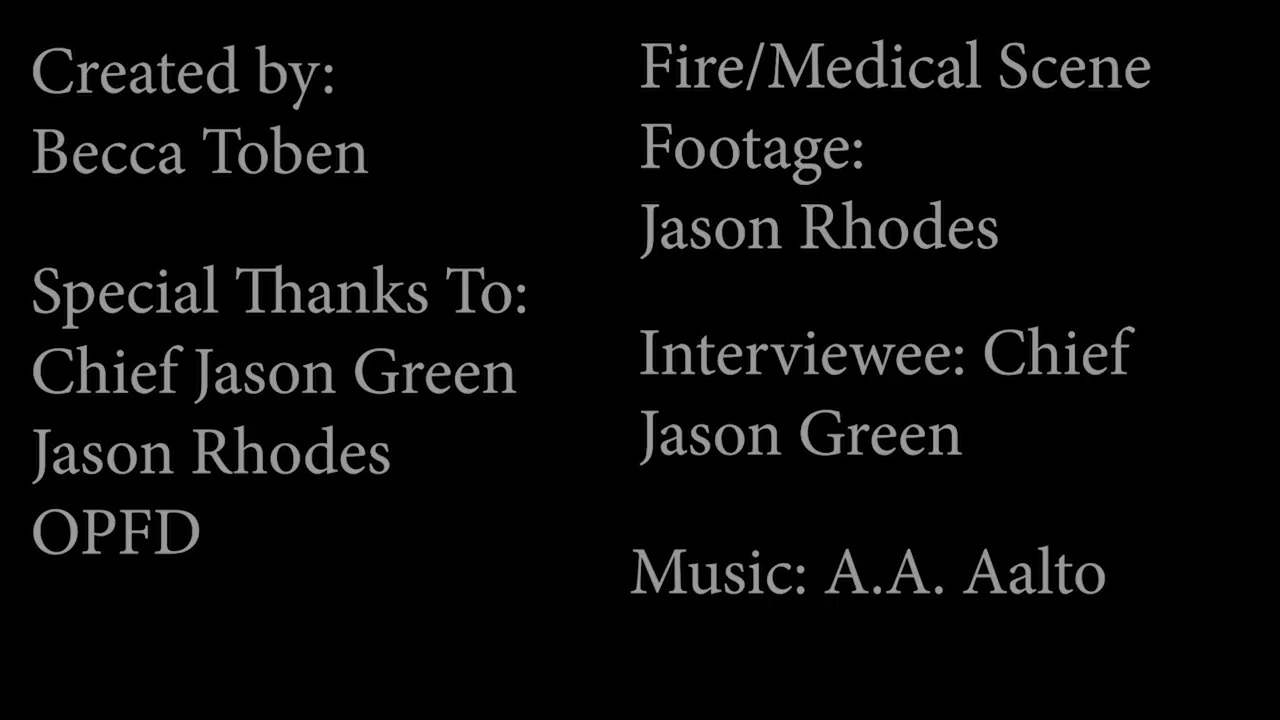 Created by:
Becca Toben
Special Thanks To:
Chief Jason Green
Jason Rhodes
OPFD
Fire/Medical Scene
Footage:
Jason Rhodes
Interviewee: Chief
Jason Green
Music: A.A. Aalto